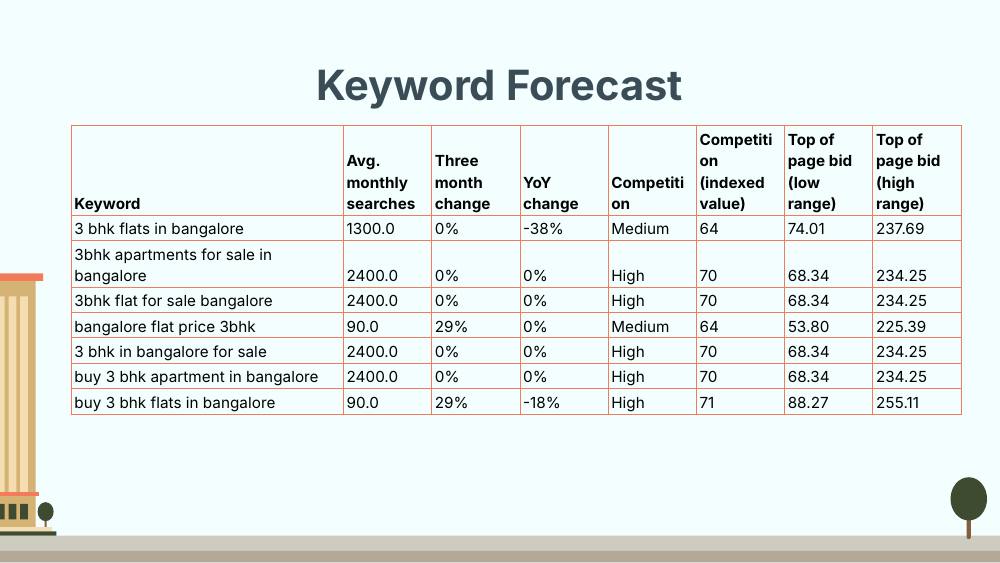 Keyword Forecast
Keyword Avg. monthly searches Three month change YoY change Competition Competition (indexed value) Top of page bid (low range) Top of page bid (high range)
3 bhk flats in bangalore 1300.0 0% -38% Medium 64 74.01 237.69
3bhk apartments for sale in bangalore 2400.0 0% 0% High 70 68.34 234.25
3bhk flat for sale bangalore 2400.0 0% 0% High 70 68.34 234.25
bangalore flat price 3bhk 90.0 29% 0% Medium 64 53.80 225.39
3 bhk in bangalore for sale 2400.0 0% 0% High 70 68.34 234.25
buy 3 bhk apartment in bangalore 2400.0 0% 0% High 70 68.34 234.25
buy 3 bhk flats in bangalore 90.0 29% -18% High 71 88.27 255.11